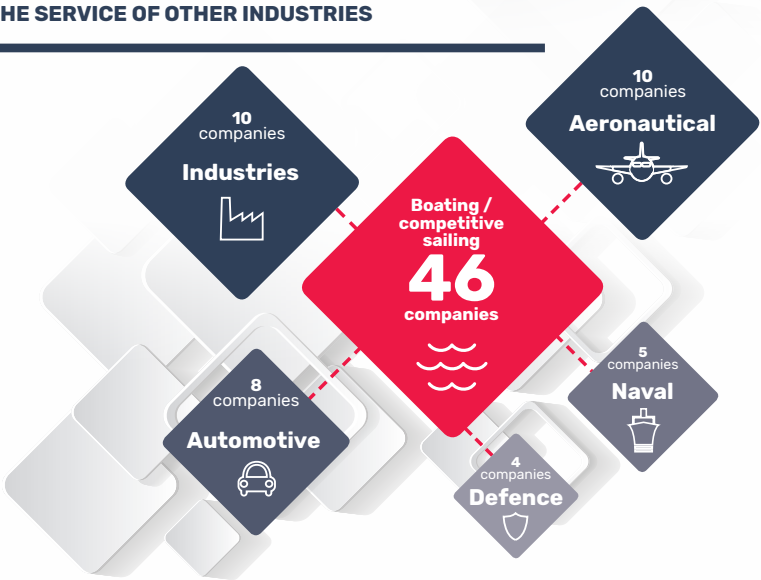 HE SERVICE OF OTHER INDUSTRIES
10
companies
Aeronautical
10
companies
Industries
Boating /
competitive
sailing
46
companies
5
companies
Naval
8
companies
Automotive
4
companies
Defence